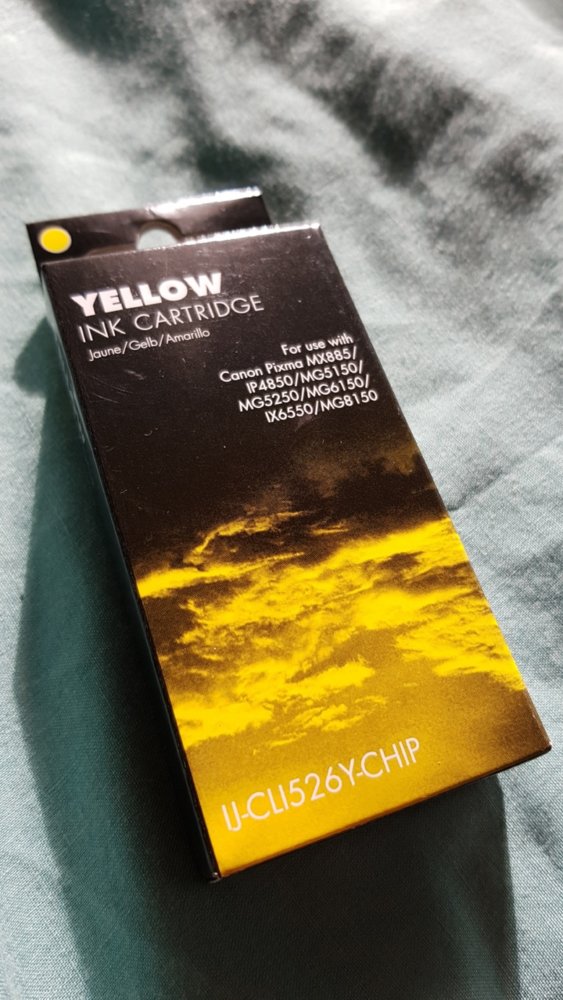 YELLOW
INK CARTRIDGE
Jaune/Gelb/Amarillo
For use with
Canon Pixma MX885/
IP4850/MG5150/
MG5250/MG6150/
IX6550/MG8150
U-CLI526Y-CHIP